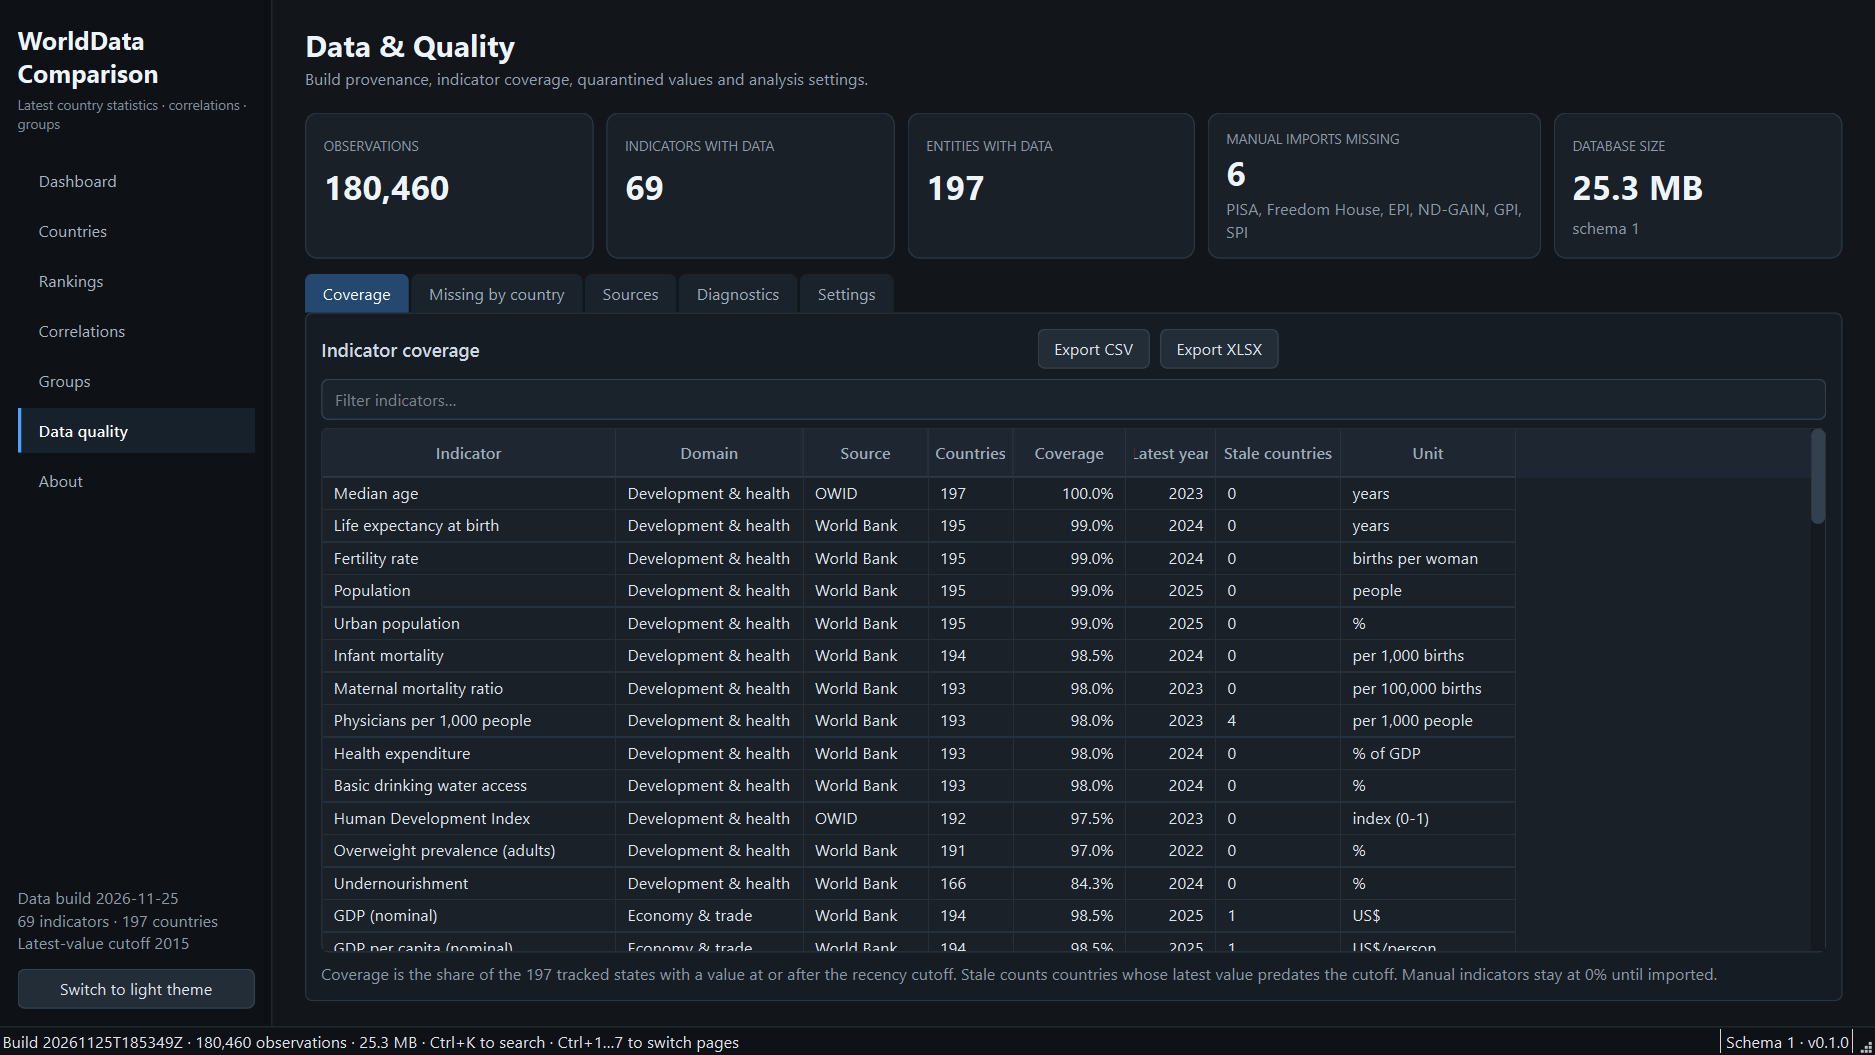 WorldData
Comparison
Latest country statistics · correlations ·
groups
Dashboard
Countries
Rankings
Correlations
Groups
Data quality
About
Data build 2026-11-25
69 indicators · 197 countries
Latest-value cutoff 2015
Switch to light theme
Data & Quality
Build provenance, indicator coverage, quarantined values and analysis settings.
OBSERVATIONS
180,460
INDICATORS WITH DATA
69
ENTITIES WITH DATA
197
MANUAL IMPORTS MISSING
6
PISA, Freedom House, EPI, ND-GAIN, GPI,
SPI
DATABASE SIZE
25.3 MB
schema 1
Coverage Missing by country Sources Diagnostics Settings
Indicator coverage Export CSV Export XLSX
Filter indicators...
Indicator Domain Source Countries Coverage Latest year Stale countries Unit
Median age Development & health OWID 197 100.0% 2023 0 years
Life expectancy at birth Development & health World Bank 195 99.0% 2024 0 years
Fertility rate Development & health World Bank 195 99.0% 2024 0 births per woman
Population Development & health World Bank 195 99.0% 2025 0 people
Urban population Development & health World Bank 195 99.0% 2025 0 %
Infant mortality Development & health World Bank 194 98.5% 2024 0 per 1,000 births
Maternal mortality ratio Development & health World Bank 193 98.0% 2023 0 per 100,000 births
Physicians per 1,000 people Development & health World Bank 193 98.0% 2023 4 per 1,000 people
Health expenditure Development & health World Bank 193 98.0% 2024 0 % of GDP
Basic drinking water access Development & health World Bank 193 98.0% 2024 0 %
Human Development Index Development & health OWID 192 97.5% 2023 0 index (0-1)
Overweight prevalence (adults) Development & health World Bank 191 97.0% 2022 0 %
Undernourishment Development & health World Bank 166 84.3% 2024 0 %
GDP (nominal) Economy & trade World Bank 194 98.5% 2025 1 US$
GDP per capita (nominal) Economy & trade World Bank 194 98.5% 2025 1 US$/person
Coverage is the share of the 197 tracked states with a value at or after the recency cutoff. Stale counts countries whose latest value predates the cutoff. Manual indicators stay at 0% until imported.
Build 20261125T185349Z · 180,460 observations · 25.3 MB · Ctrl+K to search · Ctrl+1...7 to switch pages
Schema 1 · v0.1.0